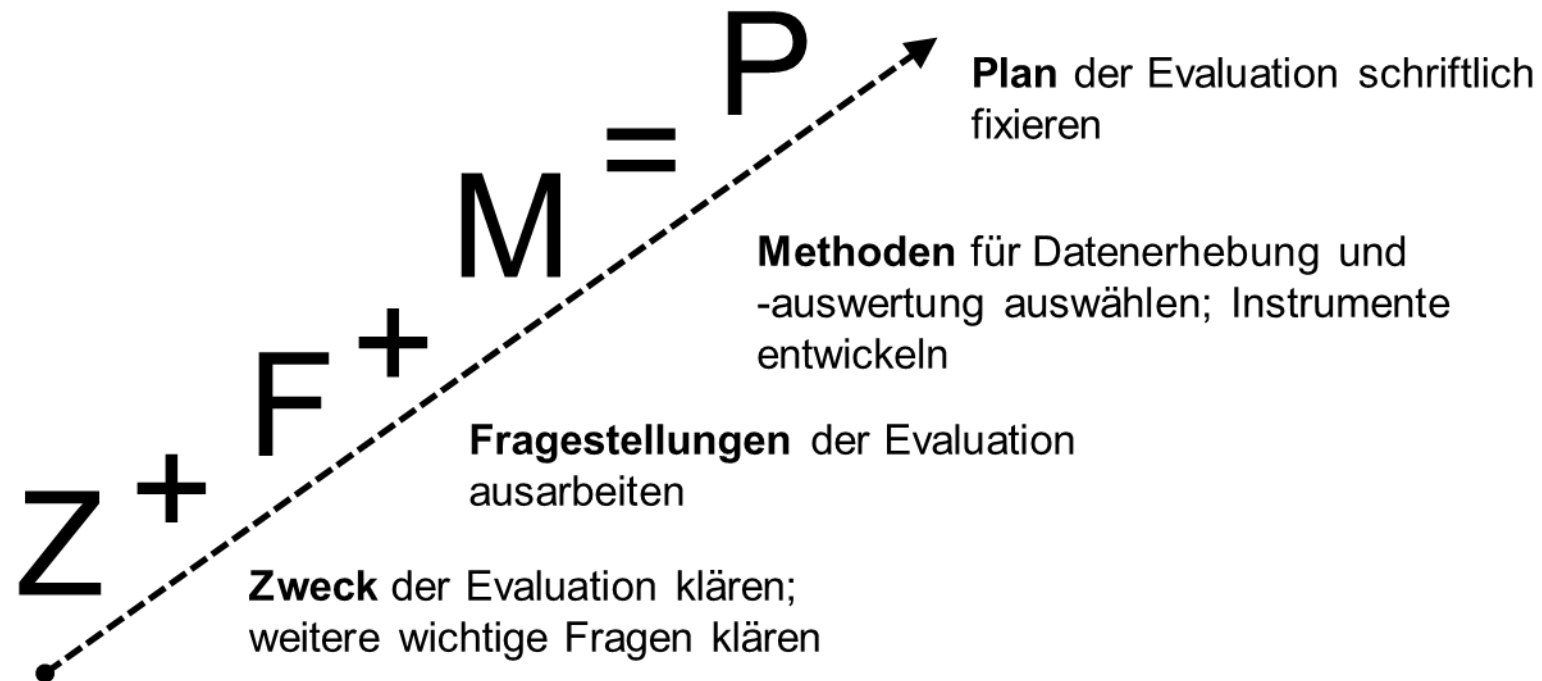 P
Plan der Evaluation schriftlich
fixieren
=
M
Methoden für Datenerhebung und
-auswertung auswählen; Instrumente
entwickeln
+
F
Fragestellungen der Evaluation
ausarbeiten
+
Z
Zweck der Evaluation klären;
weitere wichtige Fragen klären